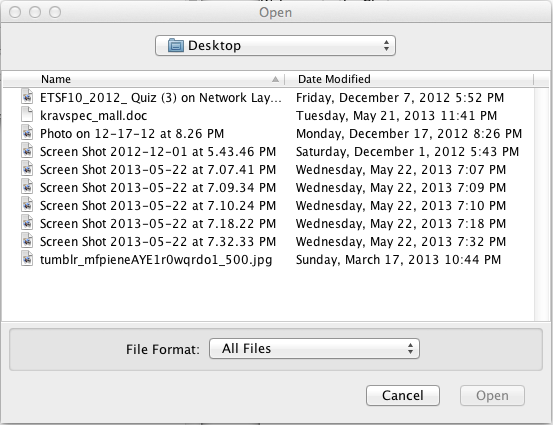 Open
Desktop
Name Date Modified
ETSF10_2012_ Quiz (3) on Network Lay... Friday, December 7, 2012 5:52 PM
kravspec_mall.doc Tuesday, May 21, 2013 11:41 PM
Photo on 12-17-12 at 8.26 PM Monday, December 17, 2012 8:26 PM
Screen Shot 2012-12-01 at 5.43.46 PM Saturday, December 1, 2012 5:43 PM
Screen Shot 2013-05-22 at 7.07.41 PM Wednesday, May 22, 2013 7:07 PM
Screen Shot 2013-05-22 at 7.09.34 PM Wednesday, May 22, 2013 7:09 PM
Screen Shot 2013-05-22 at 7.10.24 PM Wednesday, May 22, 2013 7:10 PM
Screen Shot 2013-05-22 at 7.18.22 PM Wednesday, May 22, 2013 7:18 PM
Screen Shot 2013-05-22 at 7.32.33 PM Wednesday, May 22, 2013 7:32 PM
tumblr_mfpieneAYE1r0wqrdo1_500.jpg Sunday, March 17, 2013 10:44 PM
File Format: All Files
Cancel Open